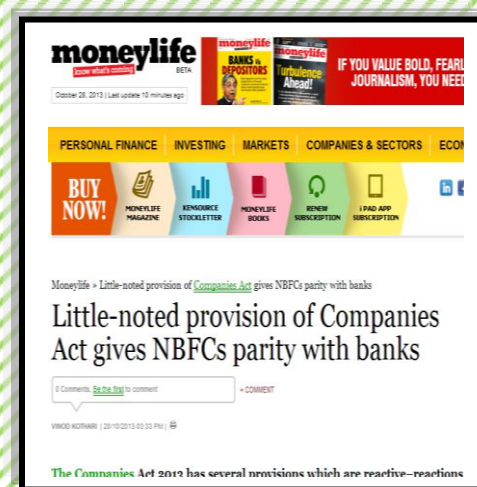 moneylife
know what's coming
BETA
October 28, 2013 | Last update 10 minutes ago
moneylife
BANKS vs
DEPOSITORS
moneylife
Turbulence
Ahead!
IF YOU VALUE BOLD, FEARL
JOURNALISM, YOU NEED
PERSONAL FINANCE INVESTING MARKETS COMPANIES & SECTORS ECON
BUY
NOW!
MONEYLIFE
MAGAZINE
KENSOURCE
STOCKLETTER
MONEYLIFE
BOOKS
RENEW
SUBSCRIPTION
i PAD APP
SUBSCRIPTION
in f
Moneylife » Little-noted provision of Companies Act gives NBFCs parity with banks
Little-noted provision of Companies
Act gives NBFCs parity with banks
0 Comments, Be the first to comment
+ COMMENT
VINOD KOTHARI | 28/10/2013 03:33 PM |
The Companies Act 2013 has several provisions which are reactive–reactions